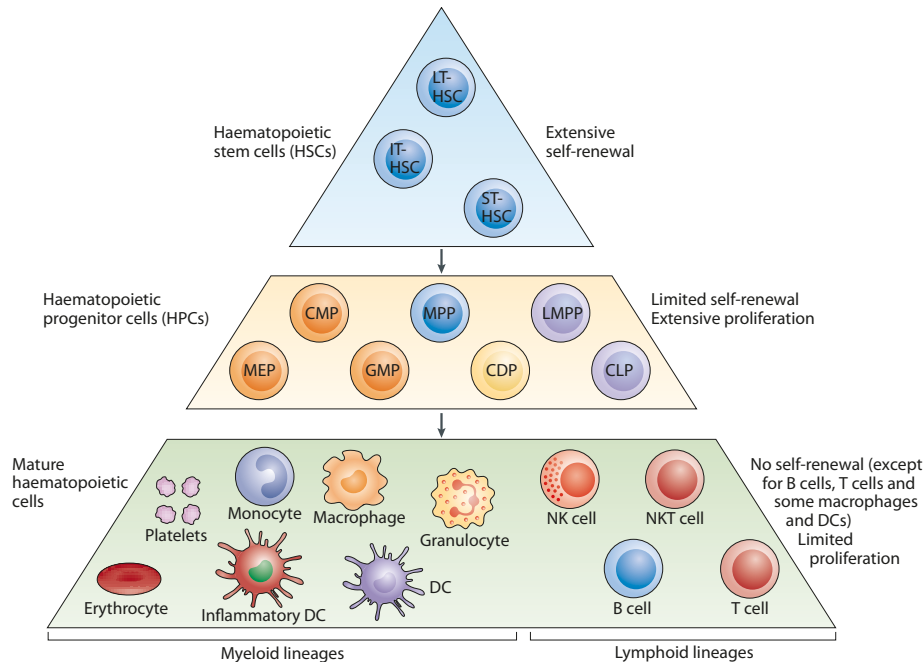 LT-
HSC
Haematopoietic
stem cells (HSCs)
IT-
HSC
Extensive
self-renewal
ST-
HSC
Haematopoietic
progenitor cells (HPCs)
CMP
MPP
LMPP
Limited self-renewal
Extensive proliferation
MEP
GMP
CDP
CLP
Mature
haematopoietic
cells
Platelets
Monocyte
Macrophage
Granulocyte
NK cell
NKT cell
No self-renewal (except
for B cells, T cells and
some macrophages
and DCs)
Limited
proliferation
Erythrocyte
Inflammatory DC
DC
B cell
T cell
Myeloid lineages
Lymphoid lineages